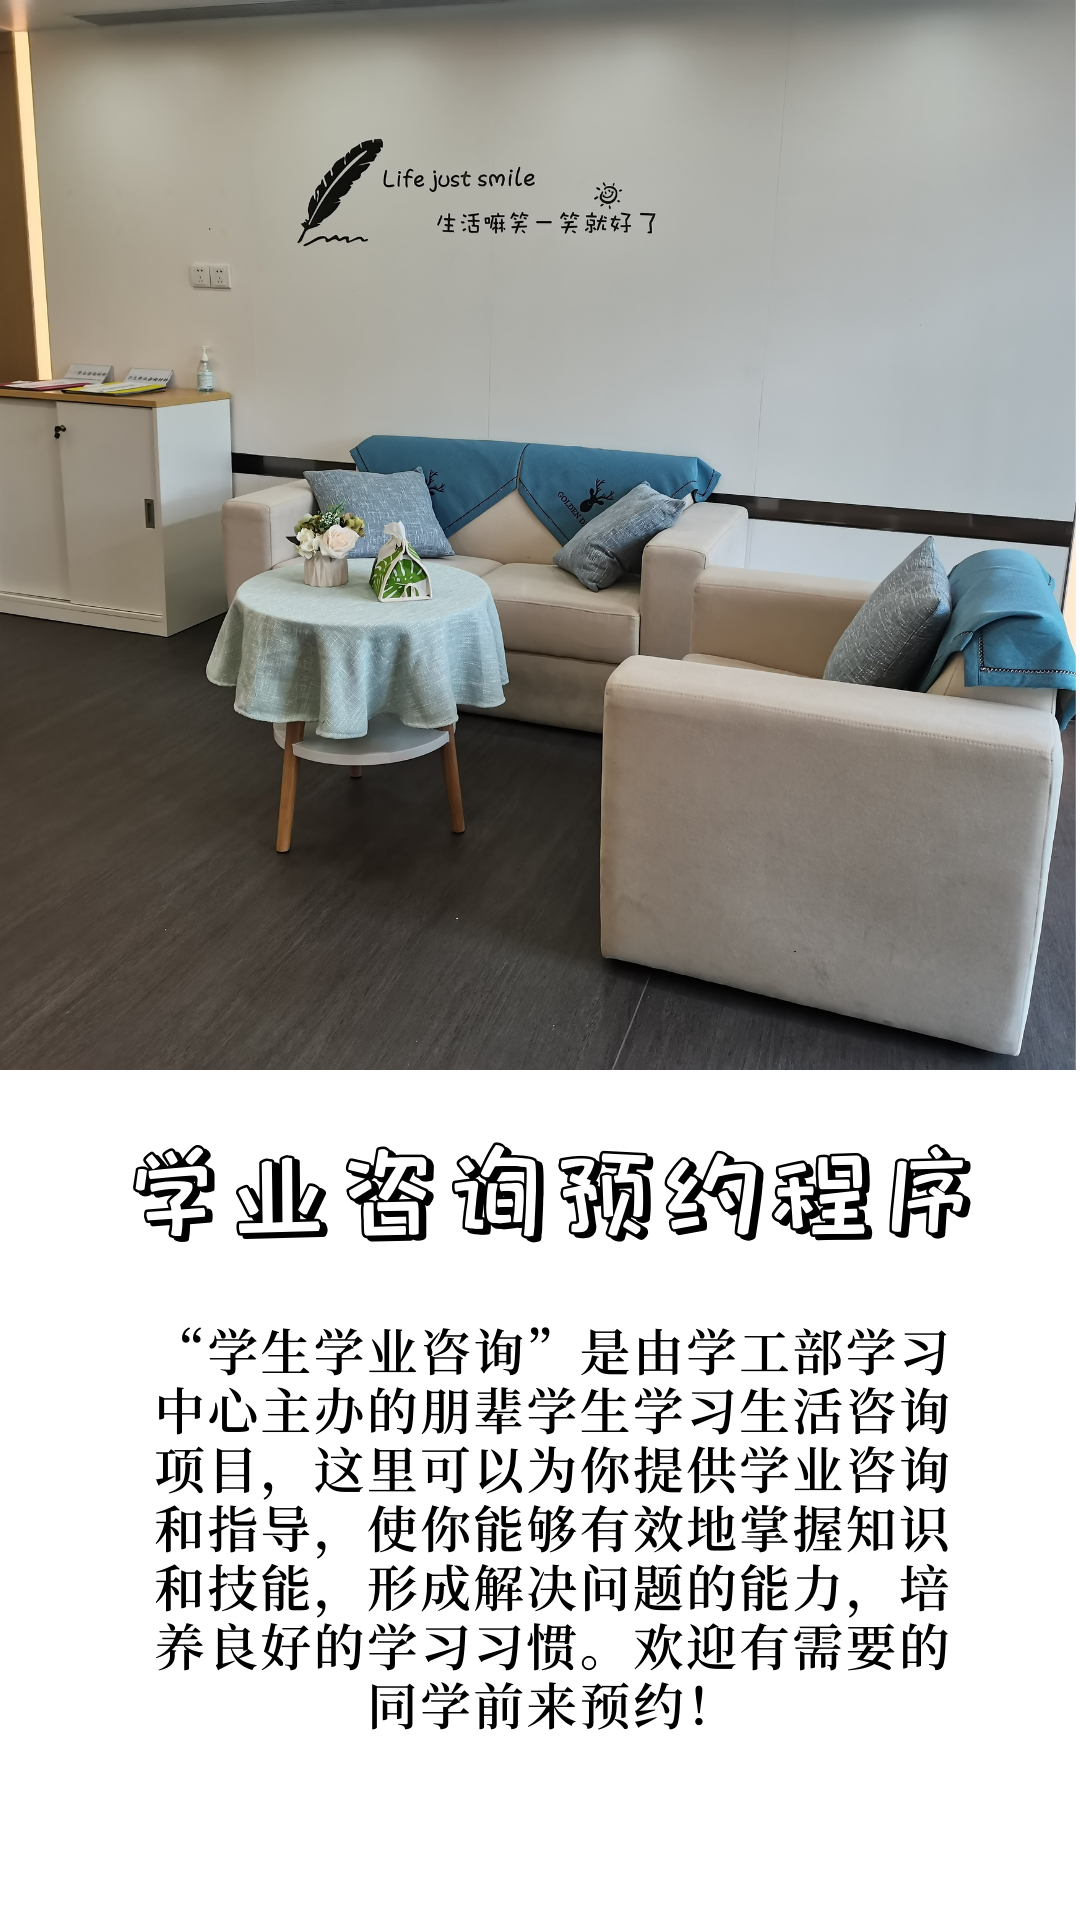 Life just smile
生活嘛笑一笑就好了
GOLDEN
学业咨询预约程序
“学生学业咨询”是由学工部学习
中心主办的朋辈学生学习生活咨询
项目，这里可以为你提供学业咨询
和指导，使你能够有效地掌握知识
和技能，形成解决问题的能力，培
养良好的学习习惯。欢迎有需要的
同学前来预约！